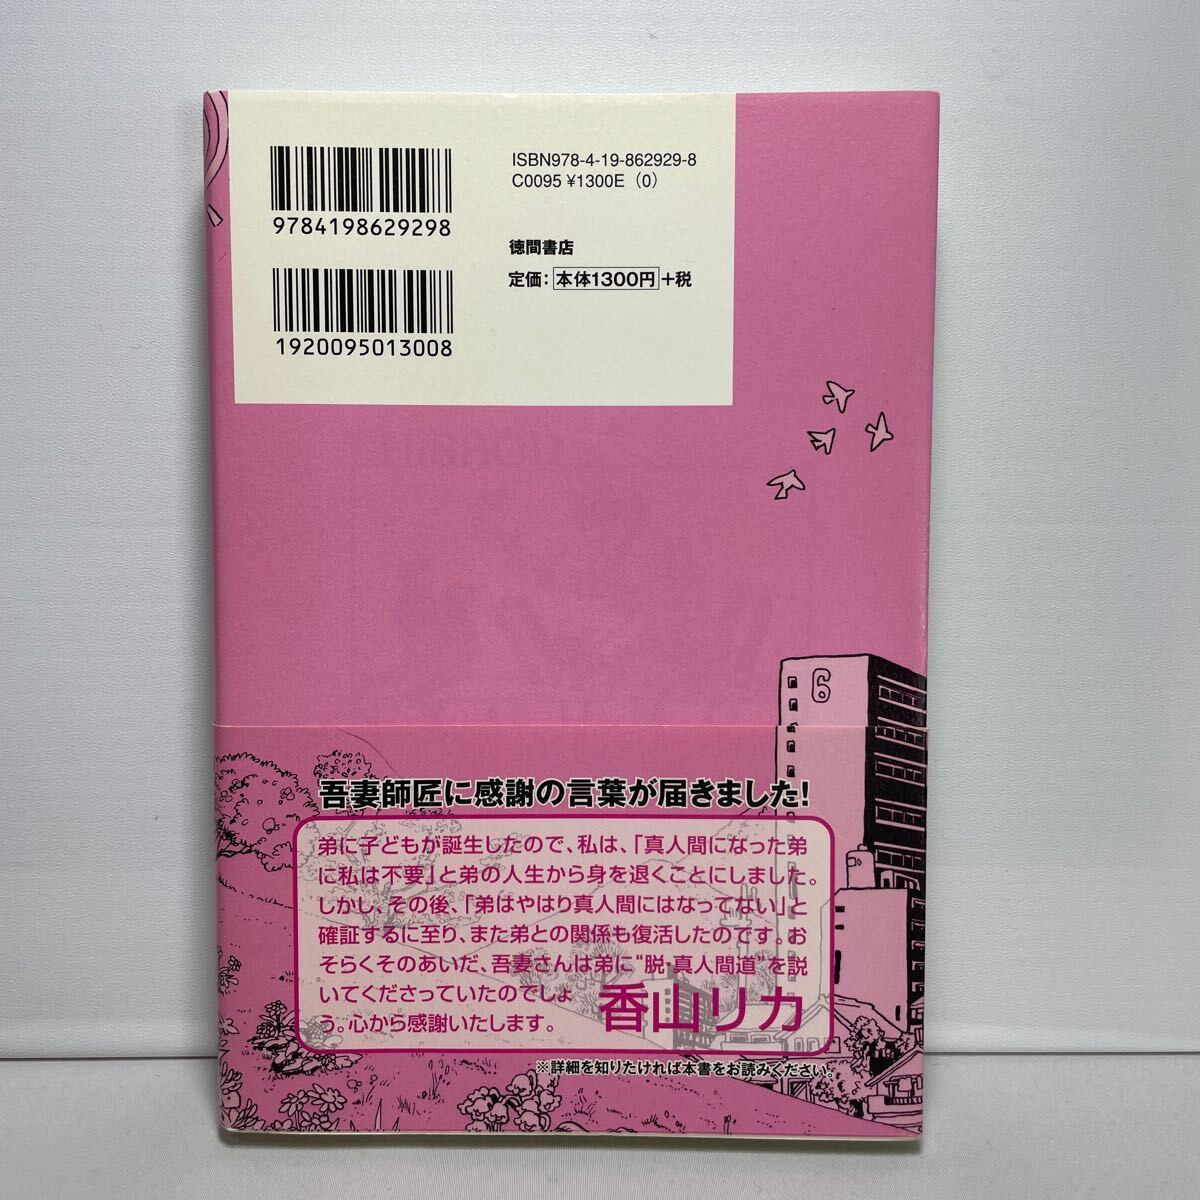 ISBN978-4-19-862929-8
C0095 ¥1300E (0)
9784198629298
徳間書店
定価：本体1300円+税
1920095013008
6
吾妻師匠に感謝の言葉が届きました!
弟に子どもが誕生したので、私は、「真人間になった弟
に私は不要」と弟の人生から身を退くことにしました。
しかし、その後、「弟はやはり真人間にはなってない」と
確証するに至り、また弟との関係も復活したのです。お
そらくそのあいだ、吾妻さんは弟に“脱・真人間道”を説
いてくださっていたのでしょ
う。心から感謝いたします。
香山リカ
※詳細を知りたければ本書をお読みください。